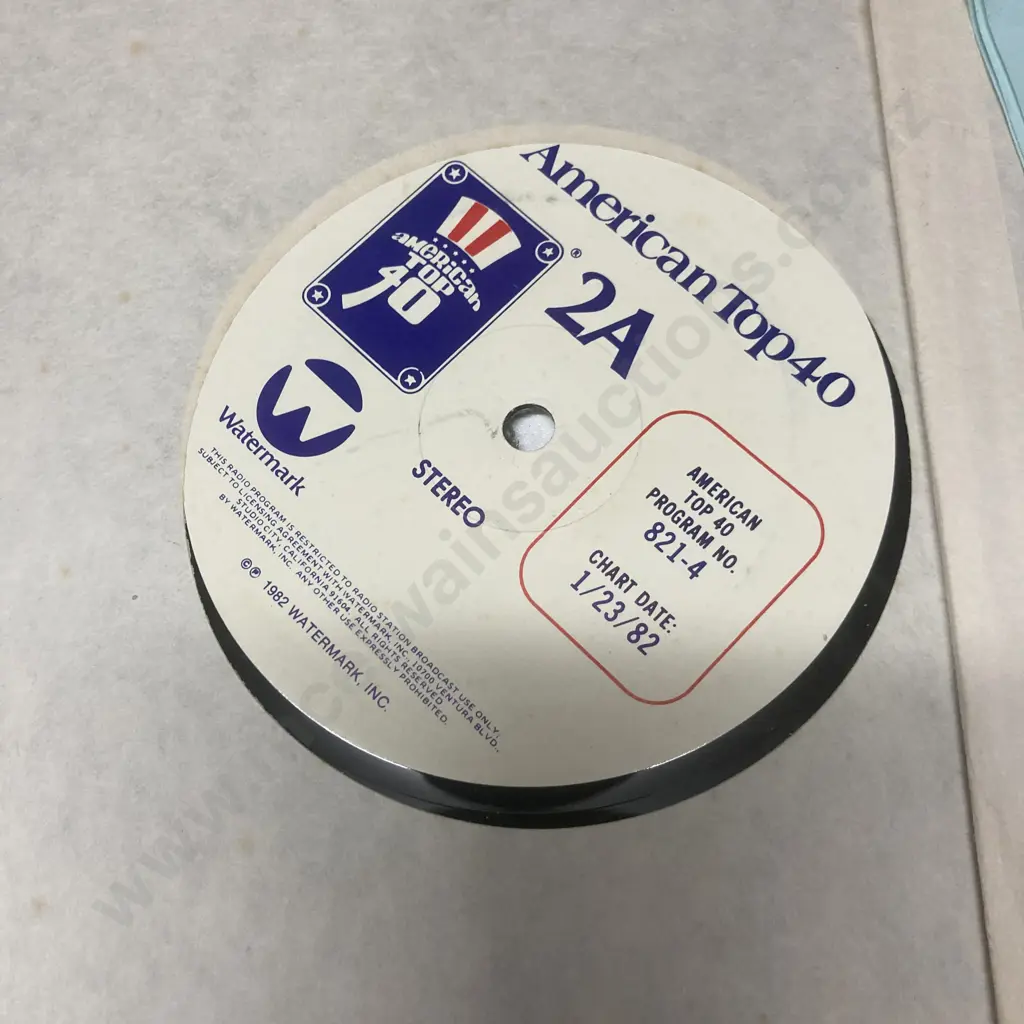 American Top 40
AMERICAN
TOP
40
®
2A
Watermark
STEREO
AMERICAN
TOP 40
PROGRAM NO.
821-4
CHART DATE:
1/23/82
THIS RADIO PROGRAM IS RESTRICTED TO RADIO STATION BROADCAST USE ONLY,
SUBJECT TO LICENSING AGREEMENT WITH WATERMARK, INC., 10700 VENTURA BLVD.,
STUDIO CITY, CALIFORNIA 91604. ALL RIGHTS RESERVED
BY WATERMARK, INC. ANY OTHER USE EXPRESSLY PROHIBITED.
©℗ 1982 WATERMARK, INC.